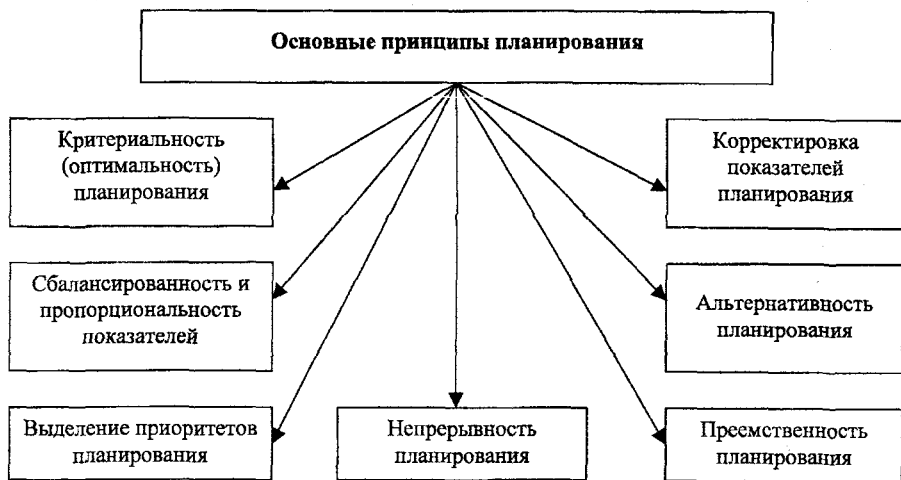 Основные принципы планирования
Критериальность
(оптимальность)
планирования
Корректировка
показателей
планирования
Сбалансированность и
пропорциональность
показателей
Альтернативность
планирования
Выделение приоритетов
планирования
Непрерывность
планирования
Преемственность
планирования